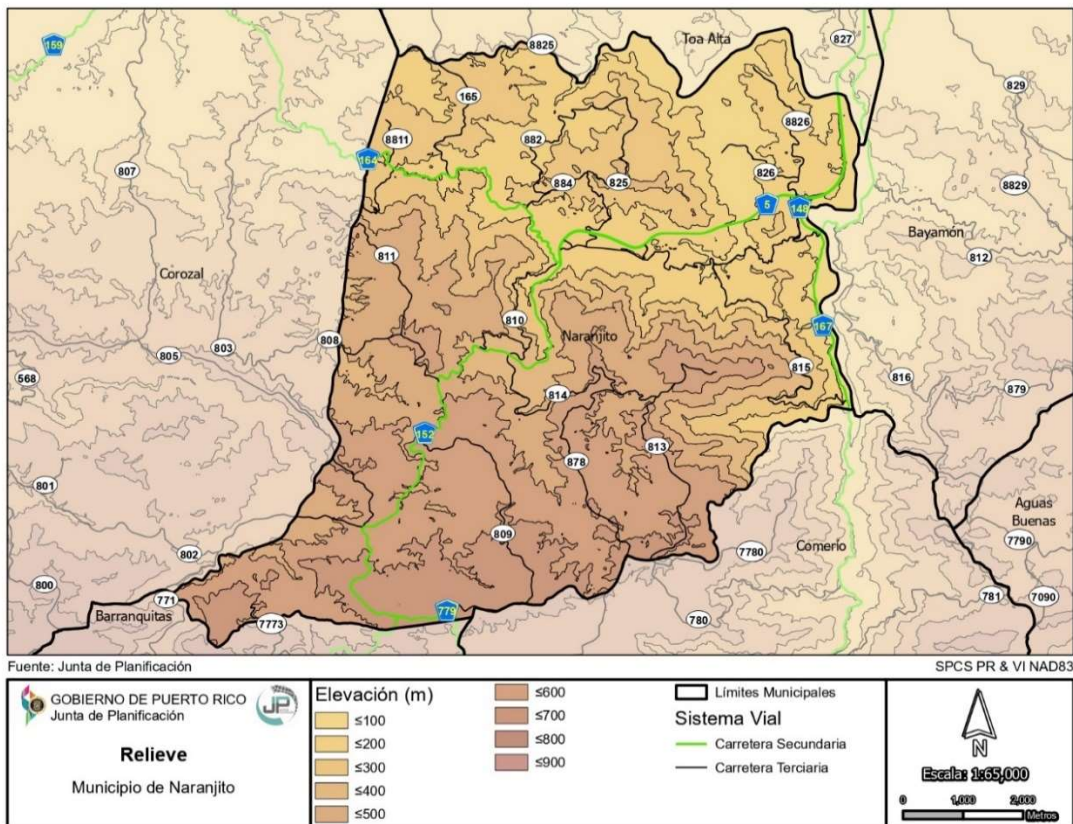 8825
Toa Alta
827
159
829
165
8811
882
8826
164
807
884
825
826
8829
5
148
Bayamón
812
811
Corozal
810
167
808
Naranjito
805
803
568
815
816
879
814
152
813
878
801
Aguas
Buenas
809
7790
802
7780
Comerío
800
771
781
7090
779
Barranquitas
7773
780
Fuente: Junta de Planificación
SPCS PR & VI NAD83
GOBIERNO DE PUERTO RICO
Junta de Planificación
JP
Relieve
Municipio de Naranjito
Elevación (m)
≤100
≤200
≤300
≤400
≤500
≤600
≤700
≤800
≤900
Límites Municipales
Sistema Vial
Carretera Secundaria
Carretera Terciaria
N
Escala: 1:65,000
0 1,000 2,000
Metros